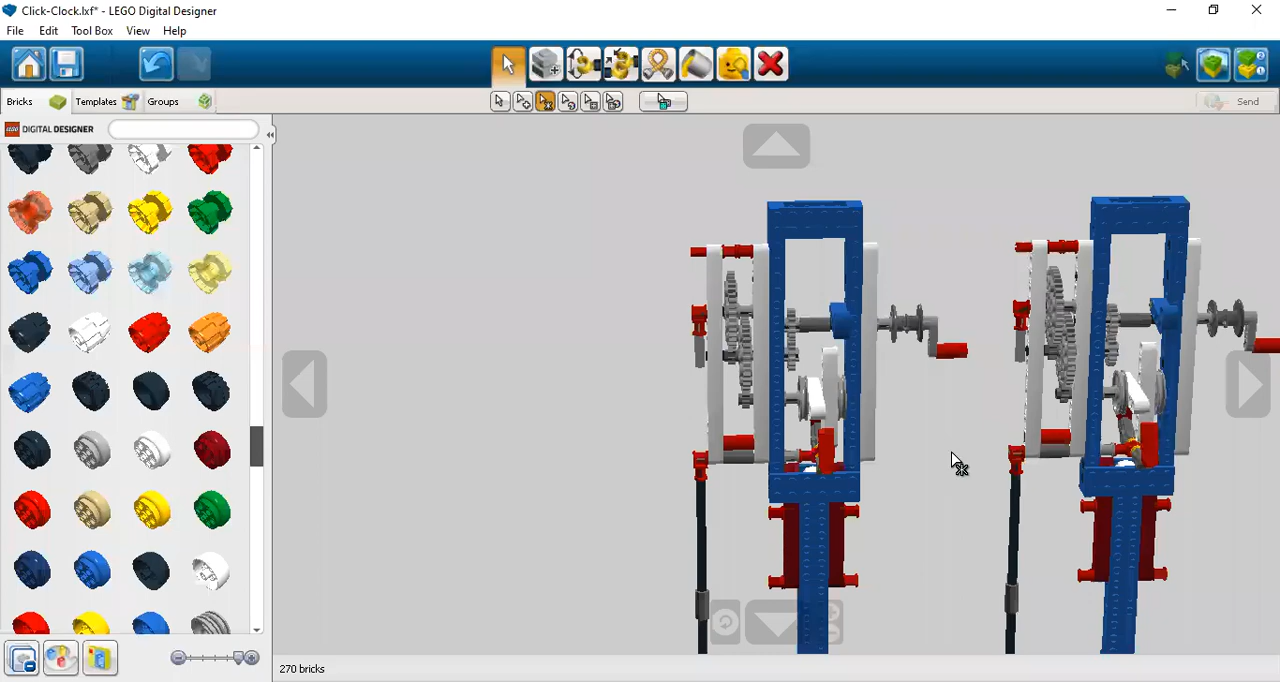 Click-Clock.lxf* - LEGO Digital Designer
File Edit Tool Box View Help
Bricks Templates Groups Send
LEGO DIGITAL DESIGNER
270 bricks